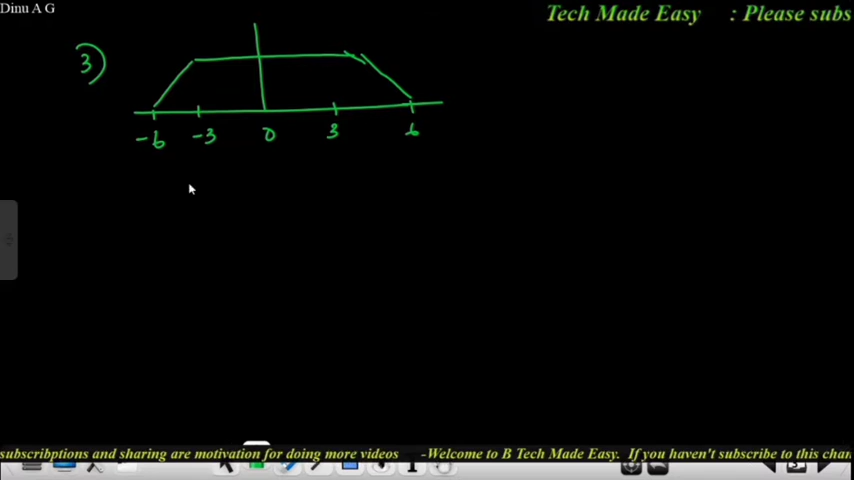 Dinu A G
Tech Made Easy : Please subs
3)
-6 -3 0 3 6
subscribptions and sharing are motivation for doing more videos -Welcome to B Tech Made Easy. If you haven't subscribe to this chan